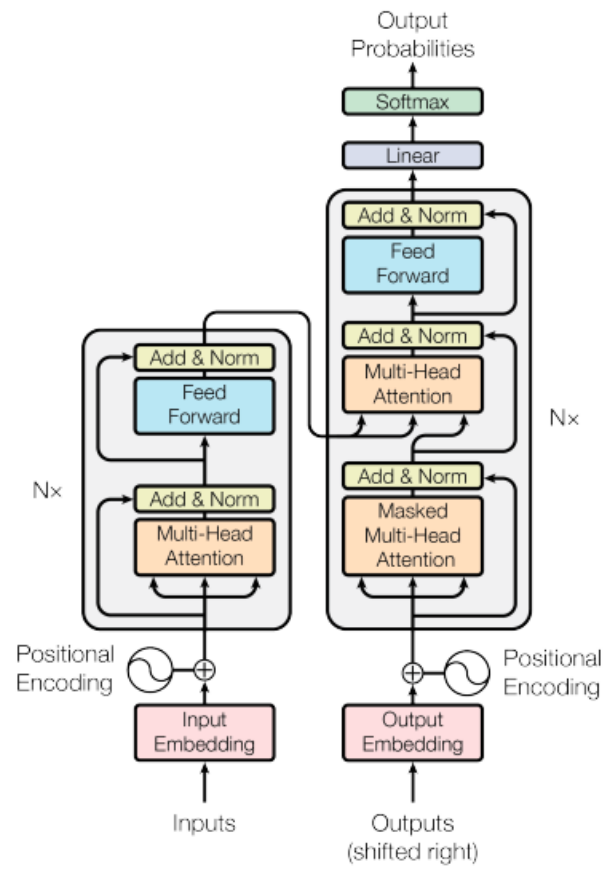 Output
Probabilities
Softmax
Linear
Add & Norm
Feed
Forward
Add & Norm
Multi-Head
Attention
Nx
Add & Norm
Masked
Multi-Head
Attention
Add & Norm
Feed
Forward
Nx
Add & Norm
Multi-Head
Attention
Positional
Encoding
Positional
Encoding
Input
Embedding
Output
Embedding
Inputs
Outputs
(shifted right)